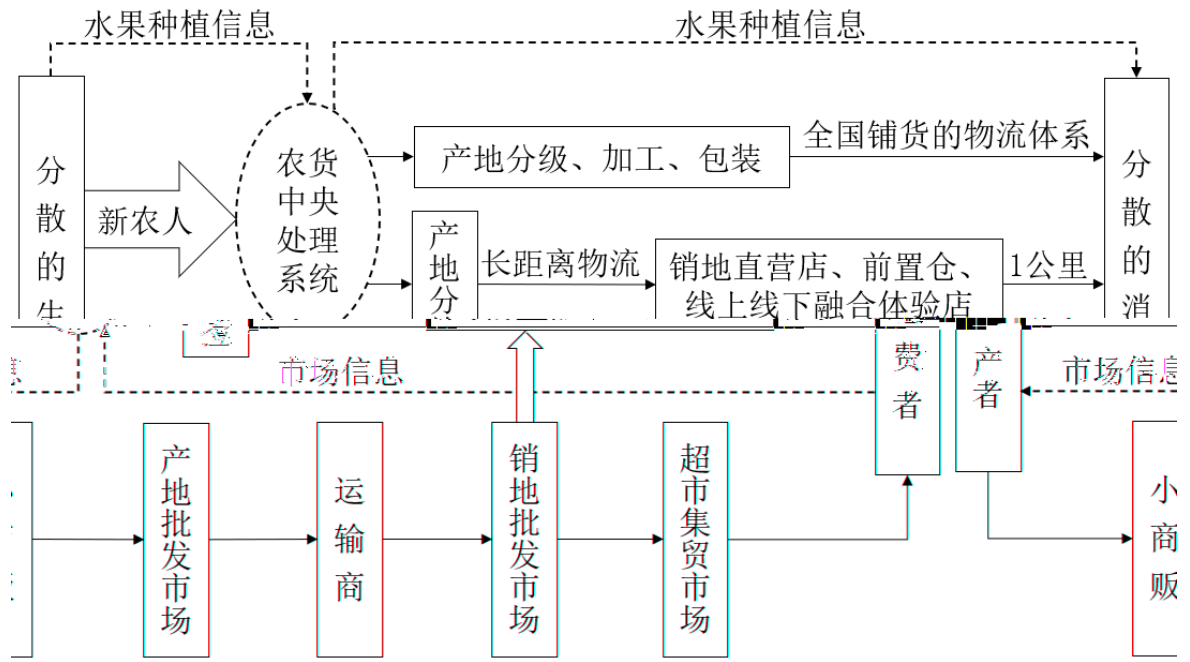 水果种植信息
水果种植信息
分散的生
新农人
农货
中央
处理
系统
产地分级、加工、包装
全国铺货的物流体系
产地分
长距离物流
销地直营店、前置仓、
线上线下融合体验店
1公里
分散的消
市场信息
费者
产者
市场信息
产地批发市场
运输商
销地批发市场
超市集贸市场
小商贩